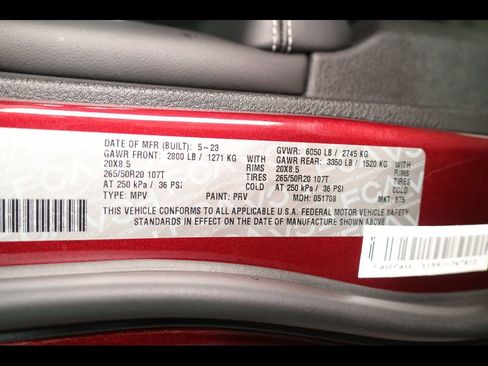 DATE OF MFR (BUILT): 5-23 GVWR: 6050 LB / 2745 KG
GAWR FRONT: 2800 LB / 1271 KG WITH GAWR REAR: 3350 LB / 1520 KG WITH
20X8.5 RIMS 20X8.5 RIMS
265/50R20 107T TIRES 265/50R20 107T TIRES
AT 250 kPa / 36 PSI COLD AT 250 kPa / 36 PSI COLD
TYPE: MPV PAINT: PRV MDH: 051708 MKT: 575
THIS VEHICLE CONFORMS TO ALL APPLICABLE U.S.A. FEDERAL MOTOR VEHICLE SAFETY
STANDARDS IN EFFECT ON THE DATE OF MANUFACTURE SHOWN ABOVE.